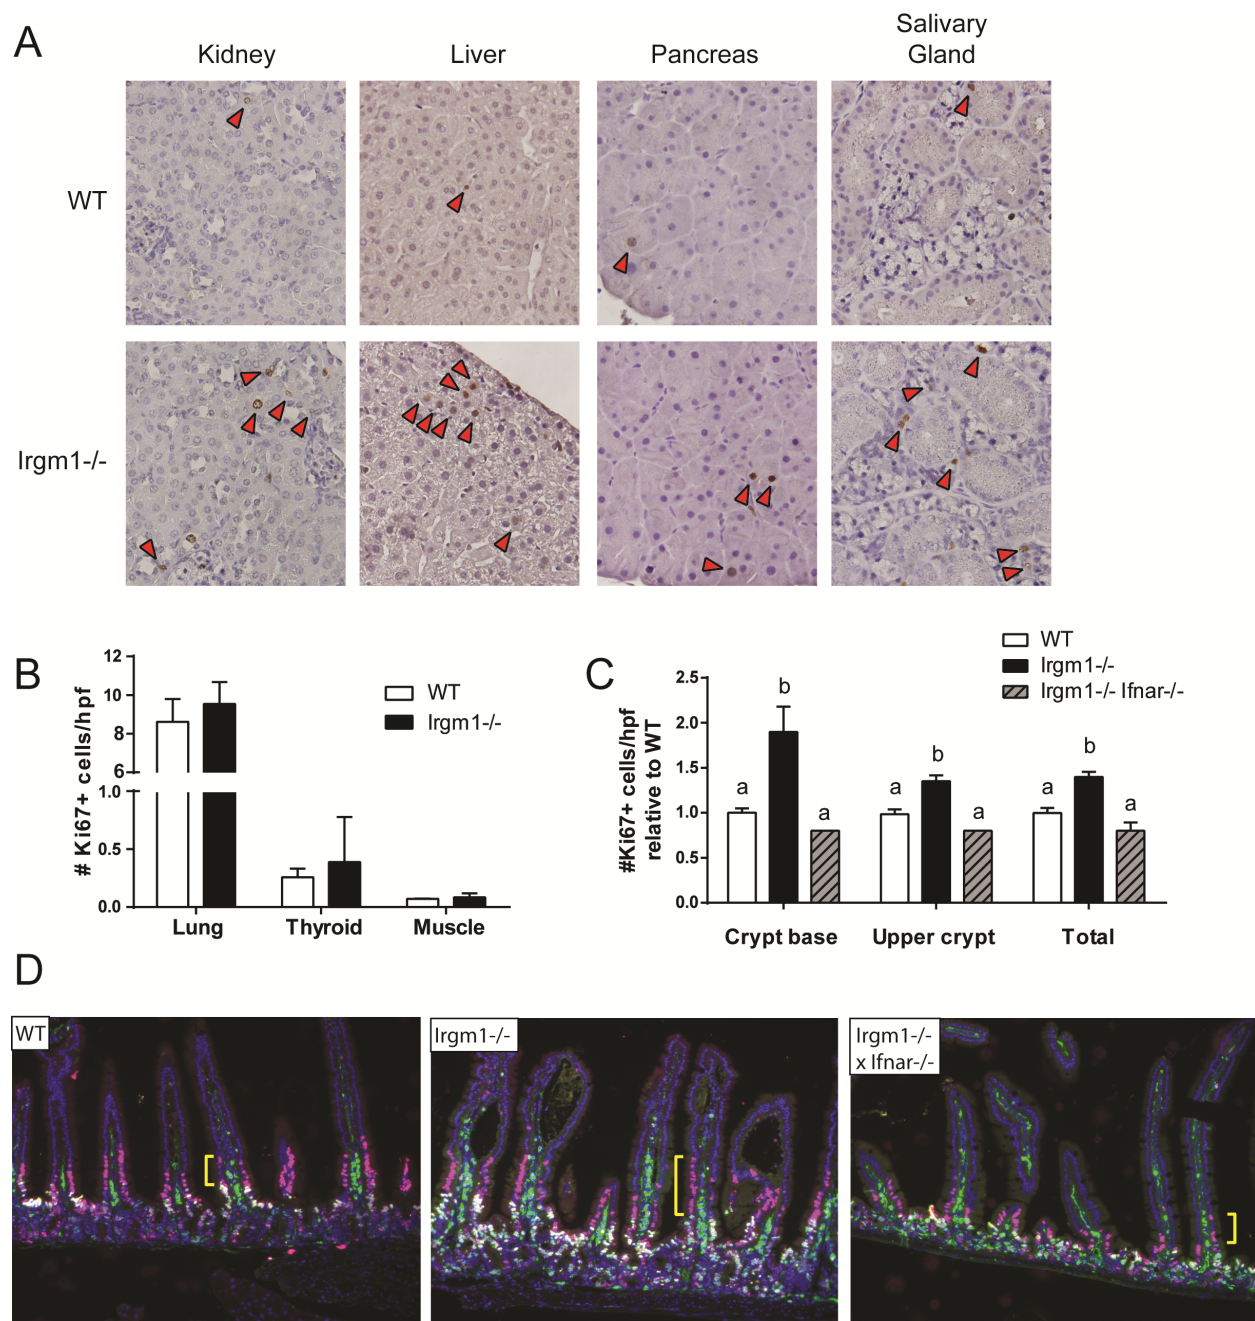 A
Kidney
Liver
Pancreas
Salivary
Gland
WT
Irgm1-/-
B
# Ki67+ cells/hpf
12
10
8
6
1.0
0.5
0.0
Lung
Thyroid
Muscle
WT
Irgm1-/-
C
WT
Irgm1-/-
Irgm1-/- Ifnar-/-
#Ki67+ cells/hpf
relative to WT
2.5
2.0
1.5
1.0
0.5
0.0
a
b
a
a
b
a
a
b
a
Crypt base
Upper crypt
Total
D
WT
Irgm1-/-
Irgm1-/-
x Ifnar-/-